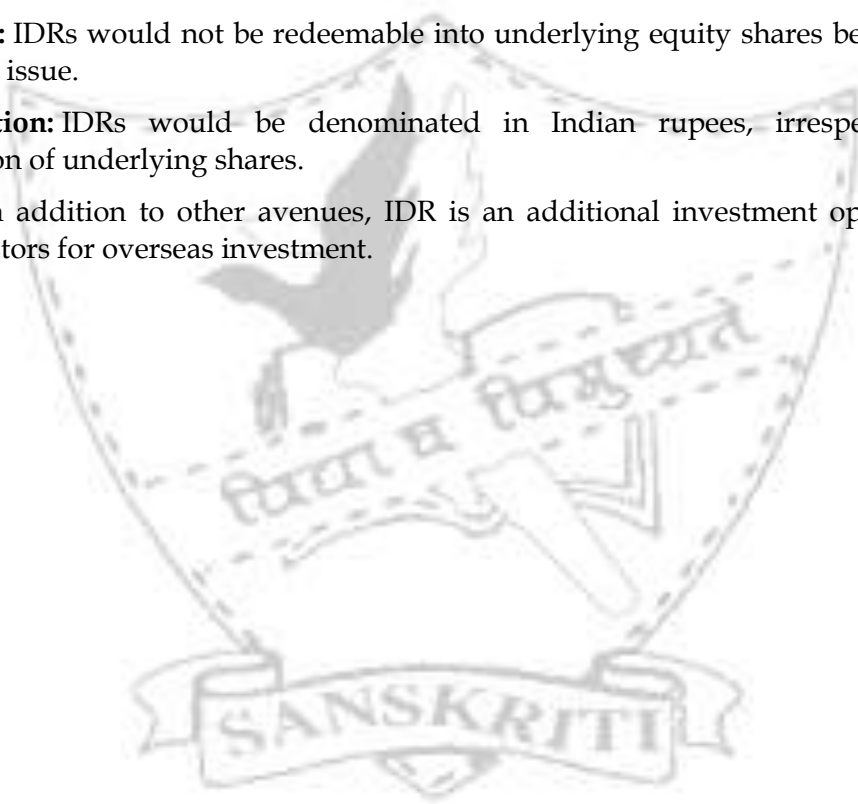 : IDRs would not be redeemable into underlying equity shares be
issue.
tion: IDRs would be denominated in Indian rupees, irrespe
on of underlying shares.
n addition to other avenues, IDR is an additional investment op
tors for overseas investment.
SANSKRITI